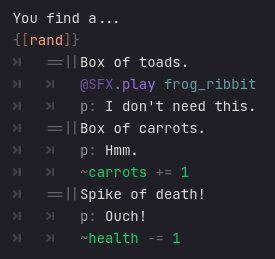 You find a...
{[rand]}
==||Box of toads.
@SFX.play frog_ribbit
p: I don't need this.
==||Box of carrots.
p: Hmm.
~carrots += 1
==||Spike of death!
p: Ouch!
~health -= 1